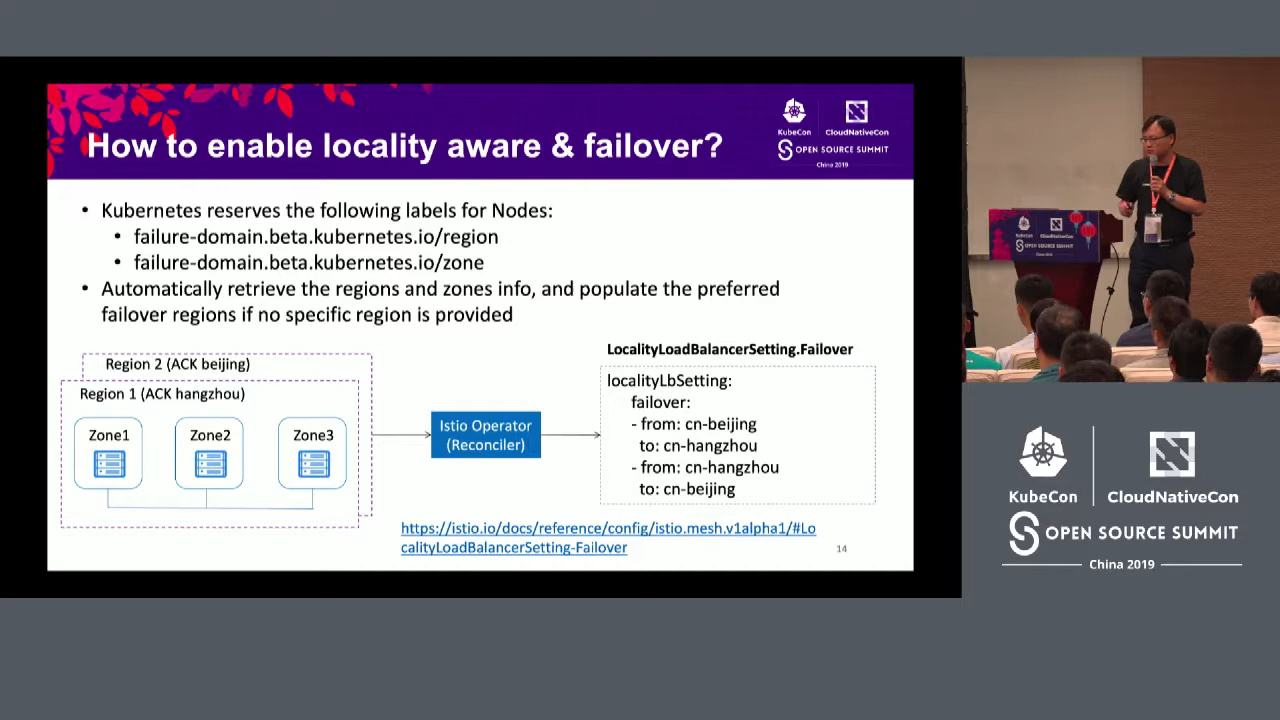 How to enable locality aware & failover?
KubeCon
CloudNativeCon
OPEN SOURCE SUMMIT
China 2019
• Kubernetes reserves the following labels for Nodes:
• failure-domain.beta.kubernetes.io/region
• failure-domain.beta.kubernetes.io/zone
• Automatically retrieve the regions and zones info, and populate the preferred
failover regions if no specific region is provided
Region 2 (ACK beijing)
Region 1 (ACK hangzhou)
Zone1
Zone2
Zone3
Istio Operator
(Reconciler)
LocalityLoadBalancerSetting.Failover
localityLbSetting:
failover:
- from: cn-beijing
to: cn-hangzhou
- from: cn-hangzhou
to: cn-beijing
https://istio.io/docs/reference/config/istio.mesh.v1alpha1/#Lo
calityLoadBalancerSetting-Failover
14
KubeCon
CloudNativeCon
OPEN SOURCE SUMMIT
KubeCon
CloudNativeCon
OPEN SOURCE SUMMIT
China 2019